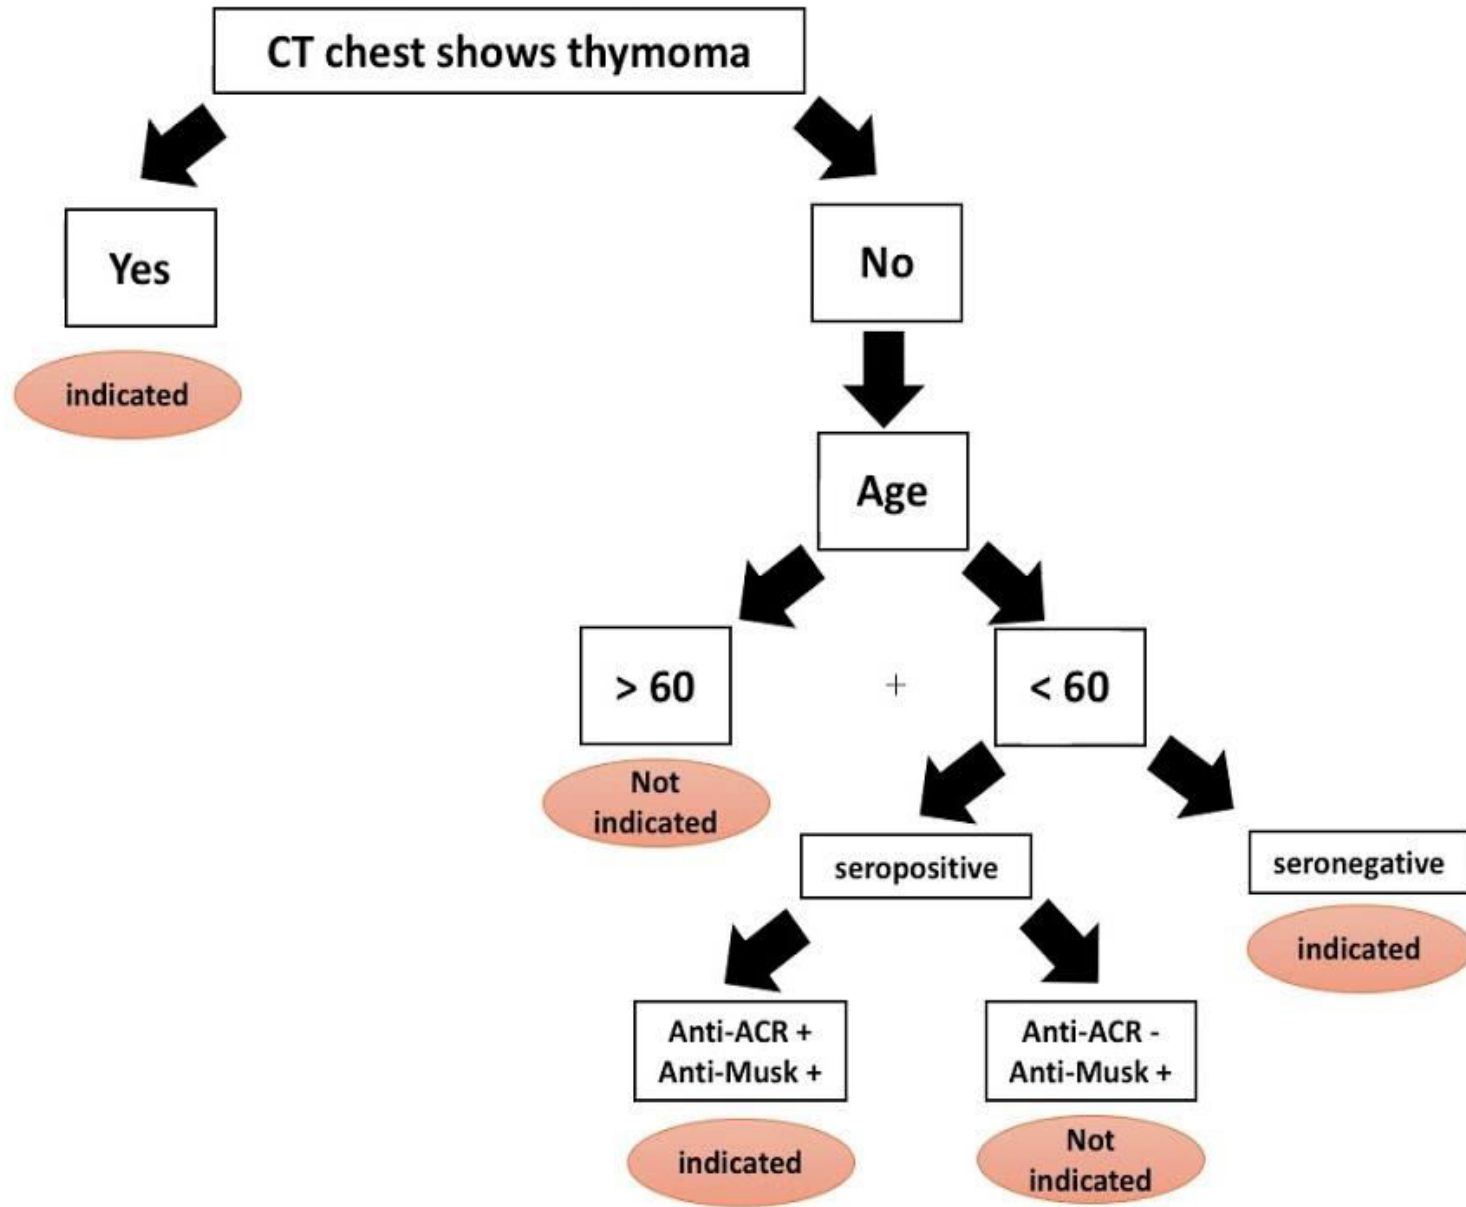 CT chest shows thymoma
Yes
No
indicated
Age
> 60
+
< 60
Not
indicated
seropositive
seronegative
indicated
Anti-ACR +
Anti-Musk +
Anti-ACR -
Anti-Musk +
indicated
Not
indicated